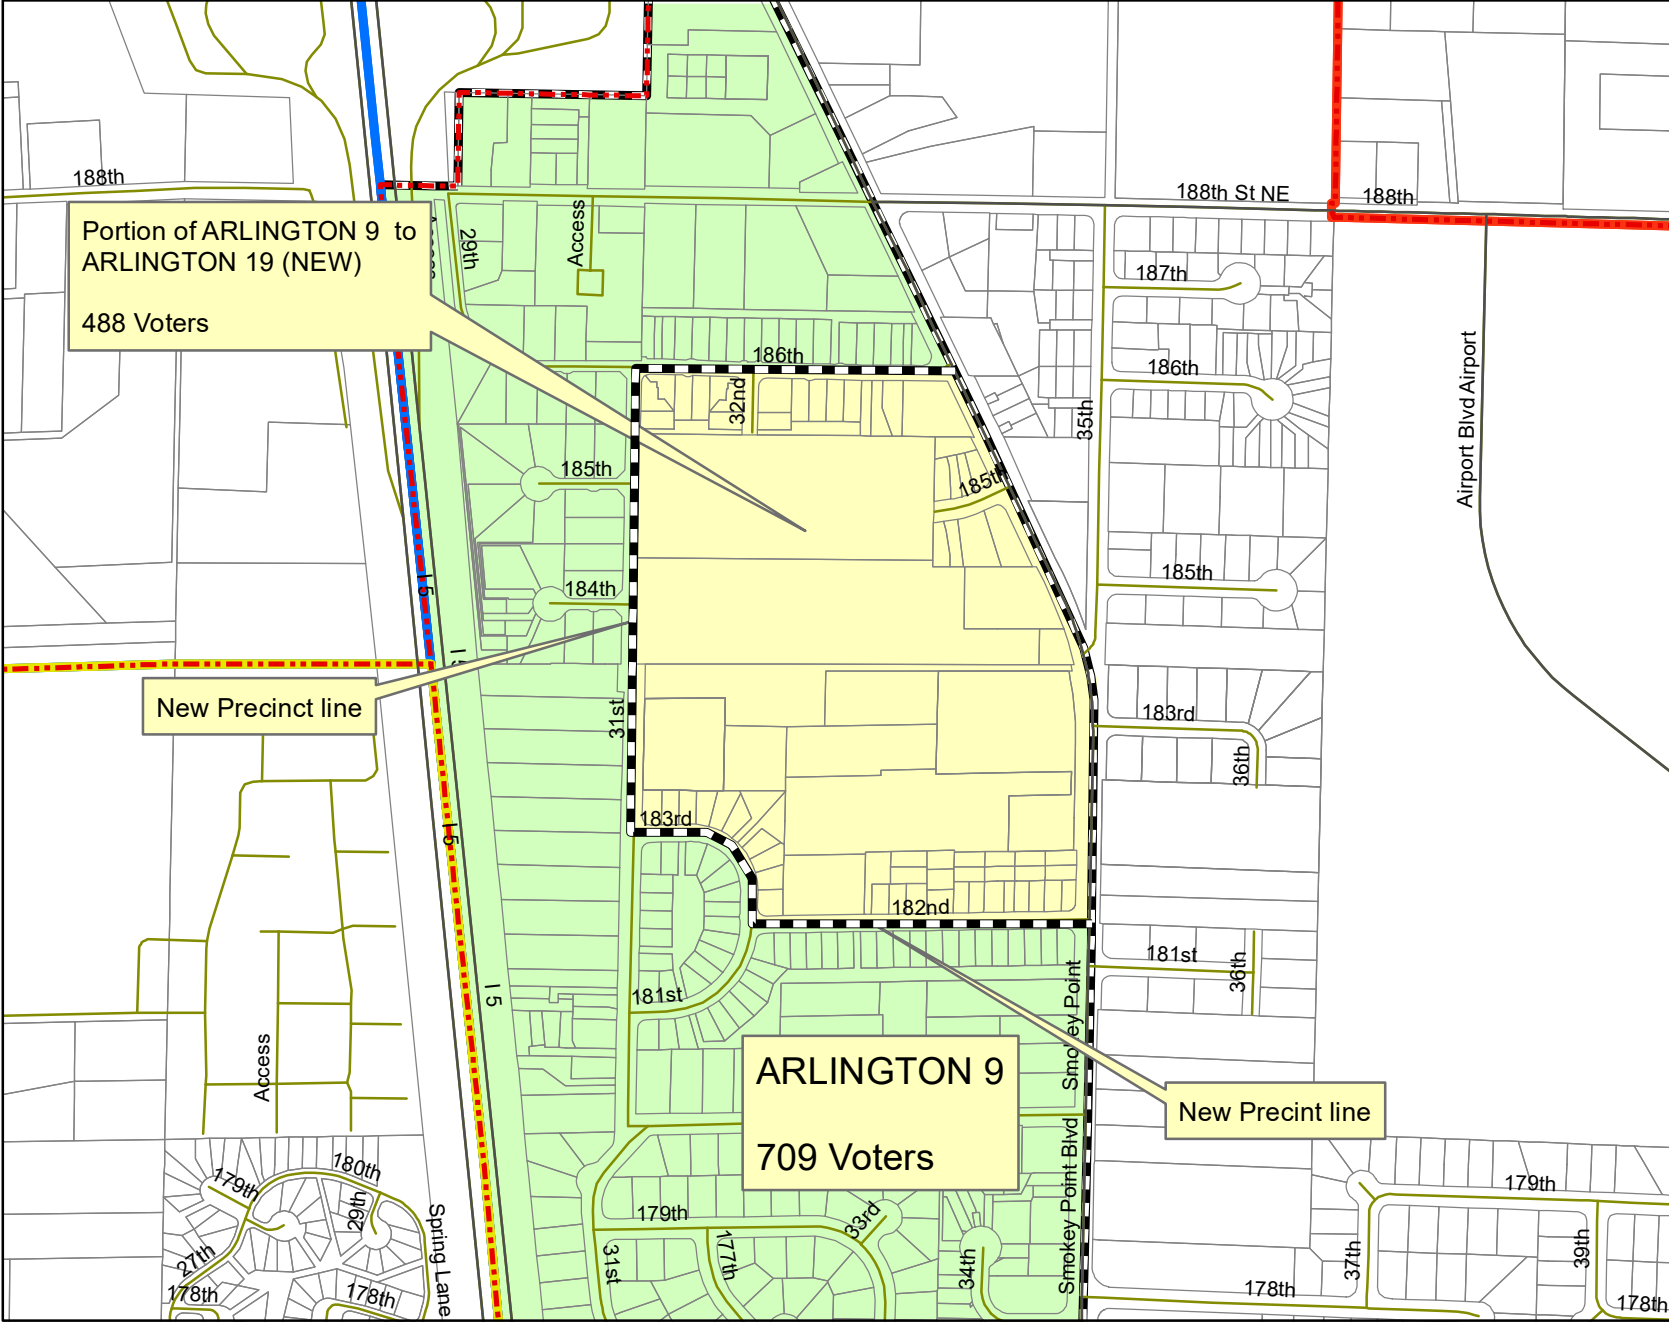 188th
188th St NE
188th
Portion of ARLINGTON 9 to
ARLINGTON 19 (NEW)
488 Voters
29th
Access
187th
186th
186th
32nd
35th
Airport Blvd Airport
185th
185th
185th
184th
I 5
I 5
New Precinct line
31st
183rd
36th
183rd
I 5
182nd
181st
36th
I 5
181st
Smokey Point
Access
ARLINGTON 9
709 Voters
New Precint line
Smokey Point Blvd
180th
179th
29th
27th
178th
178th
Spring Lane
179th
31st
177th
33rd
34th
178th
37th
179th
39th
178th